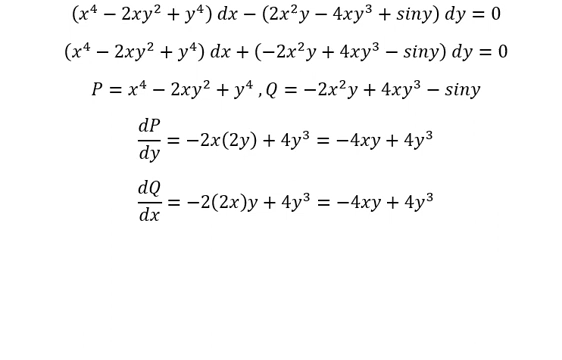 (x⁴ − 2xy² + y⁴) dx − (2x²y − 4xy³ + siny) dy = 0
(x⁴ − 2xy² + y⁴) dx + (−2x²y + 4xy³ − siny) dy = 0
P = x⁴ − 2xy² + y⁴ , Q = −2x²y + 4xy³ − siny
dP/dy = −2x(2y) + 4y³ = −4xy + 4y³
dQ/dx = −2(2x)y + 4y³ = −4xy + 4y³